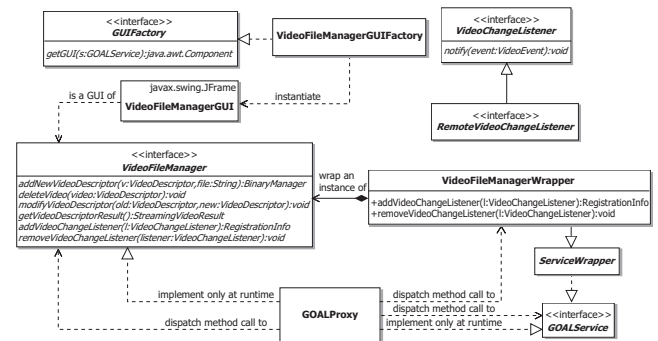 <<interface>>
GUIFactory
getGUI(s:GOALService):java.awt.Component
VideoFileManagerGUIFactory
<<interface>>
VideoChangeListener
notify(event:VideoEvent):void
is a GUI of
javax.swing.JFrame
VideoFileManagerGUI
instantiate
<<interface>>
RemoteVideoChangeListener
<<interface>>
VideoFileManager
addNewVideoDescriptor(v:VideoDescriptor,file:String):BinaryManager
deleteVideo(video:VideoDescriptor):void
modifyVideoDescriptor(old:VideoDescriptor,new:VideoDescriptor):void
getVideoDescriptorResult():StreamingVideoResult
addVideoChangeListener(l:VideoChangeListener):RegistrationInfo
removeVideoChangeListener(listener:VideoChangeListener):void
wrap an
instance of
VideoFileManagerWrapper
+addVideoChangeListener(l:VideoChangeListener):RegistrationInfo
+removeVideoChangeListener(l:VideoChangeListener):void
ServiceWrapper
implement only at runtime
dispatch method call to
GOALProxy
dispatch method call to
dispatch method call to
implement only at runtime
<<interface>>
GOALService